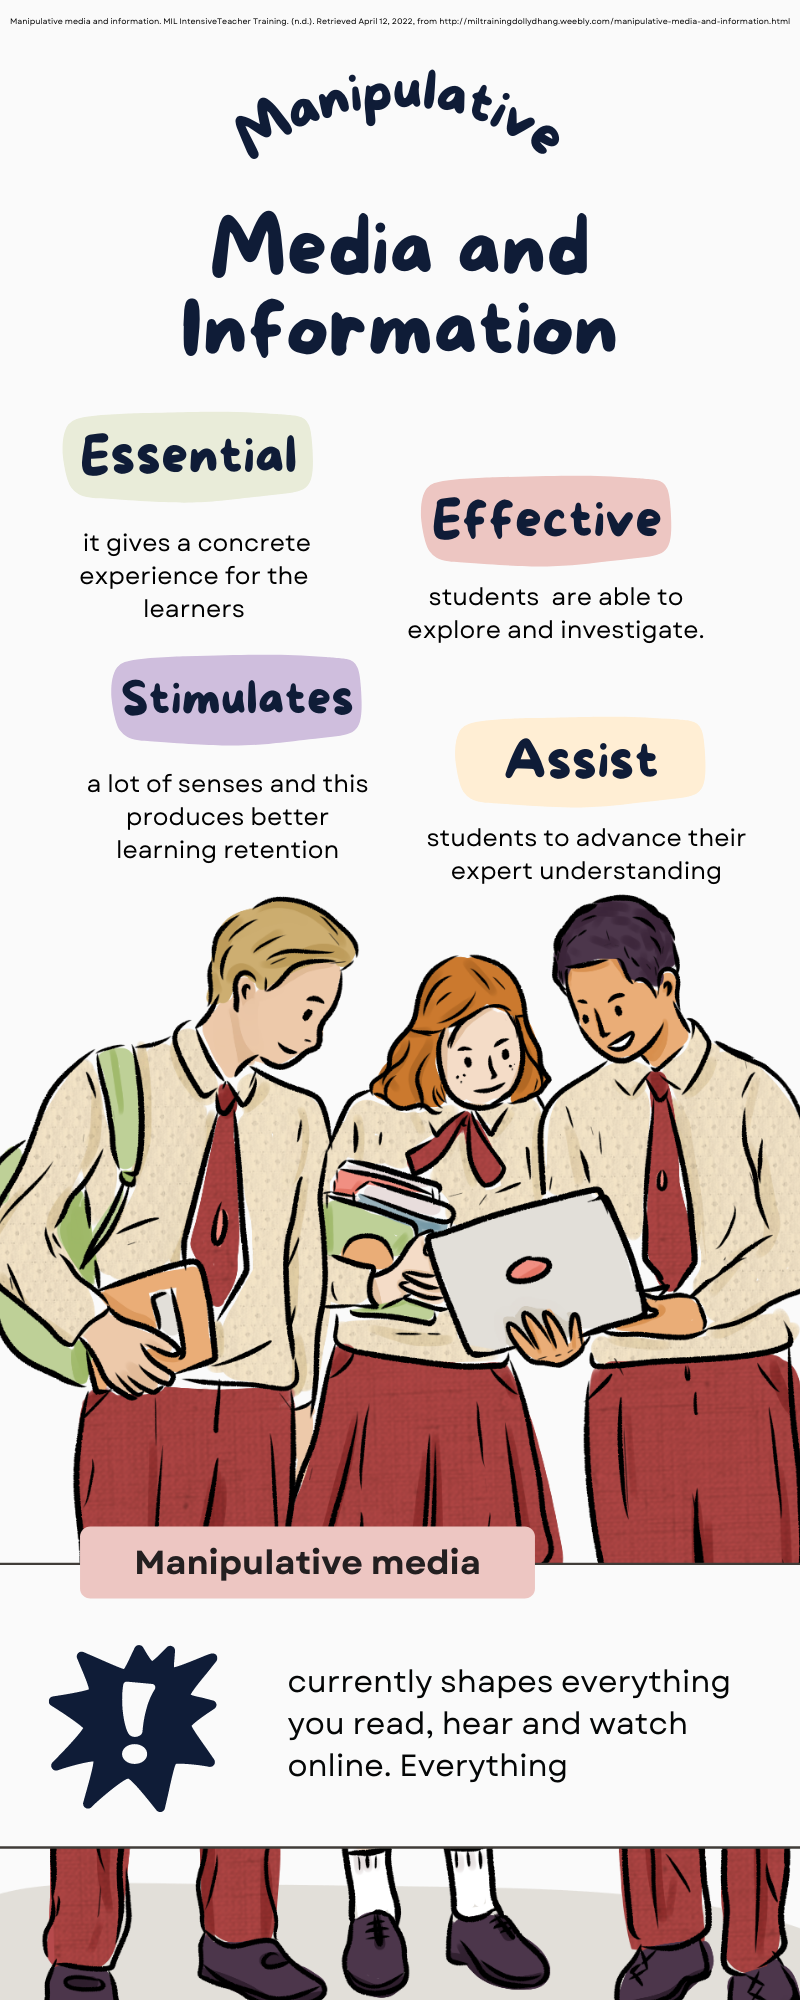 Manipulative media and information. MIL IntensiveTeacher Training. (n.d.). Retrieved April 12, 2022, from http://miltrainingdollydhang.weebly.com/manipulative-media-and-information.html
Manipulative
Media and
Information
Essential
it gives a concrete
experience for the
learners
Effective
students  are able to
explore and investigate.
Stimulates
a lot of senses and this
produces better
learning retention
Assist
students to advance their
expert understanding
Manipulative media
!
currently shapes everything
you read, hear and watch
online. Everything